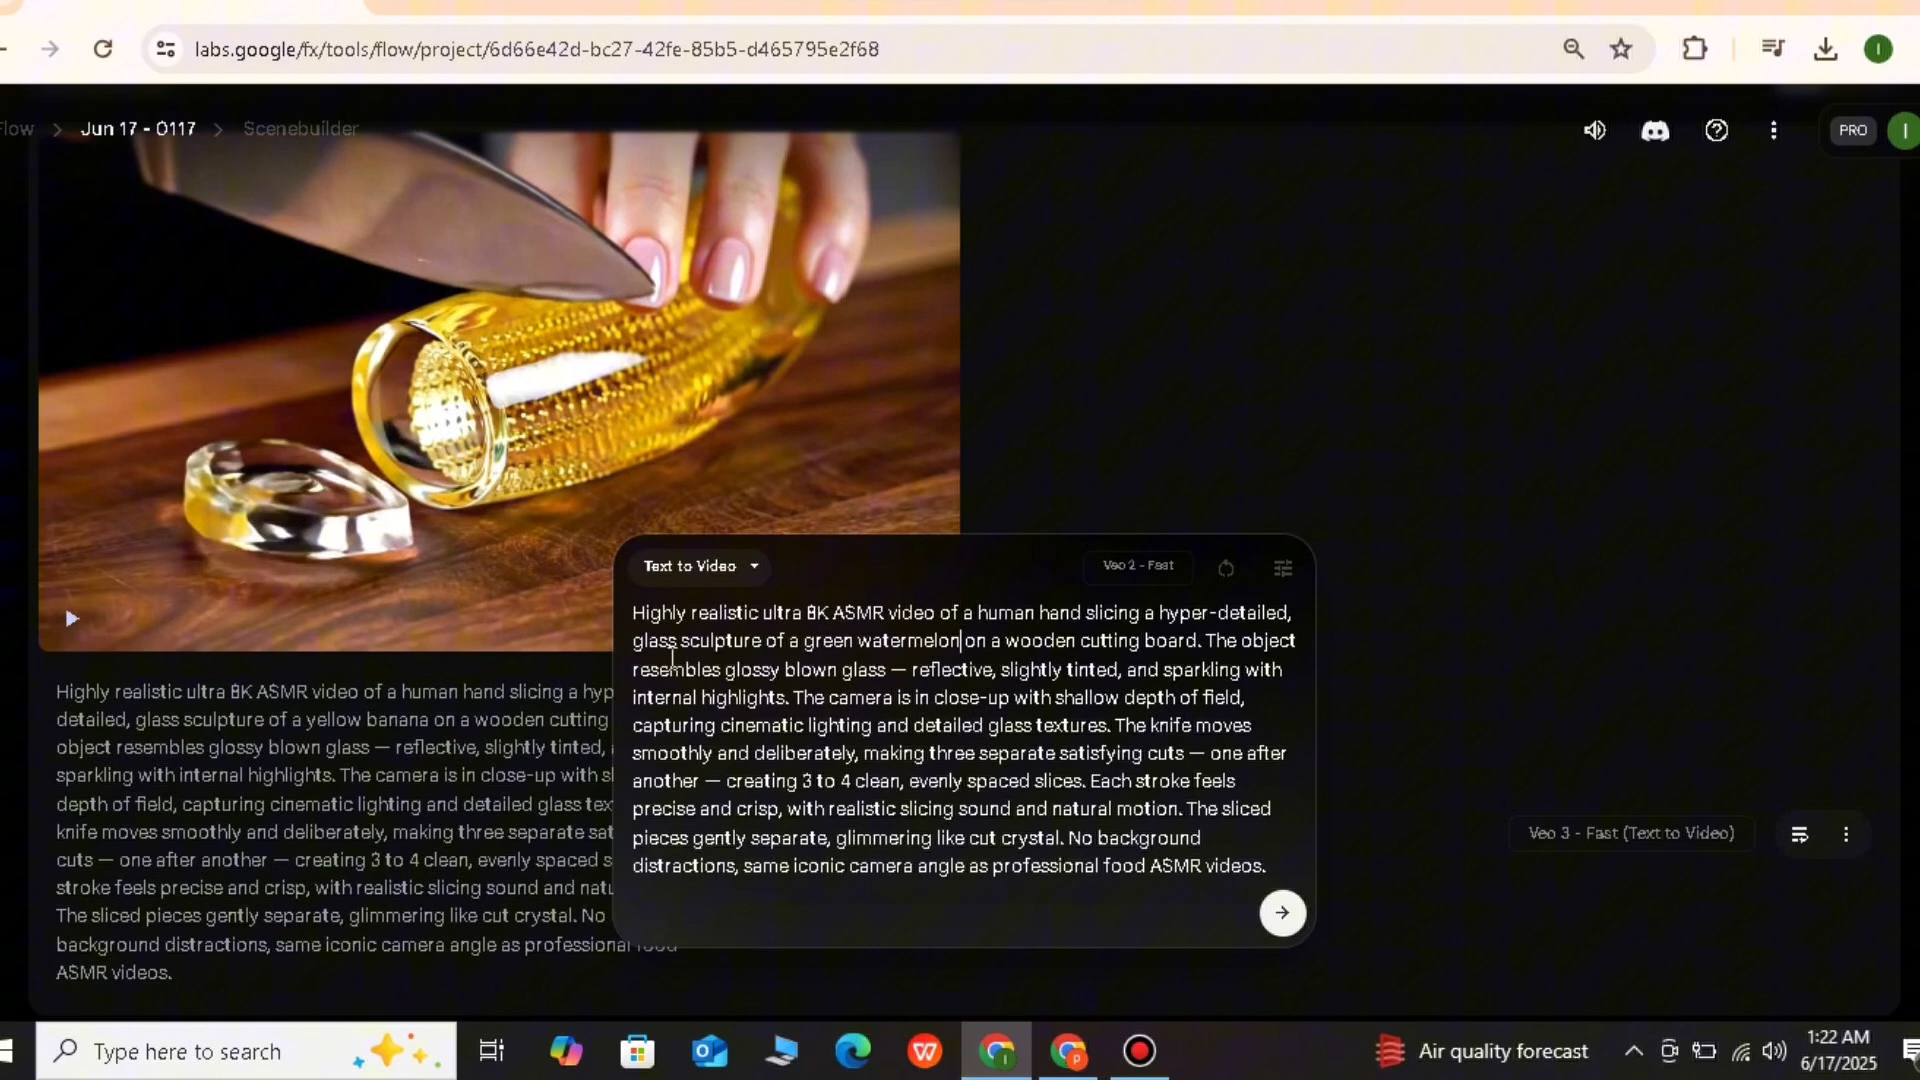 labs.google/fx/tools/flow/project/6d66e42d-bc27-42fe-85b5-d465795e2f68
Flow > Jun 17 - 0117 > Scenebuilder
PRO
I
Text to Video
Veo 2 - Fast
Highly realistic ultra 8K ASMR video of a human hand slicing a hyper-detailed,
glass sculpture of a green watermelon on a wooden cutting board. The object
resembles glossy blown glass — reflective, slightly tinted, and sparkling with
internal highlights. The camera is in close-up with shallow depth of field,
capturing cinematic lighting and detailed glass textures. The knife moves
smoothly and deliberately, making three separate satisfying cuts — one after
another — creating 3 to 4 clean, evenly spaced slices. Each stroke feels
precise and crisp, with realistic slicing sound and natural motion. The sliced
pieces gently separate, glimmering like cut crystal. No background
distractions, same iconic camera angle as professional food ASMR videos.
Highly realistic ultra 8K ASMR video of a human hand slicing a hyp
detailed, glass sculpture of a yellow banana on a wooden cutting
object resembles glossy blown glass — reflective, slightly tinted,
sparkling with internal highlights. The camera is in close-up with sh
depth of field, capturing cinematic lighting and detailed glass tex
knife moves smoothly and deliberately, making three separate sat
cuts — one after another — creating 3 to 4 clean, evenly spaced s
stroke feels precise and crisp, with realistic slicing sound and natu
The sliced pieces gently separate, glimmering like cut crystal. No
background distractions, same iconic camera angle as professional food
ASMR videos.
Veo 3 - Fast (Text to Video)
Type here to search
Air quality forecast
1:22 AM
6/17/2025